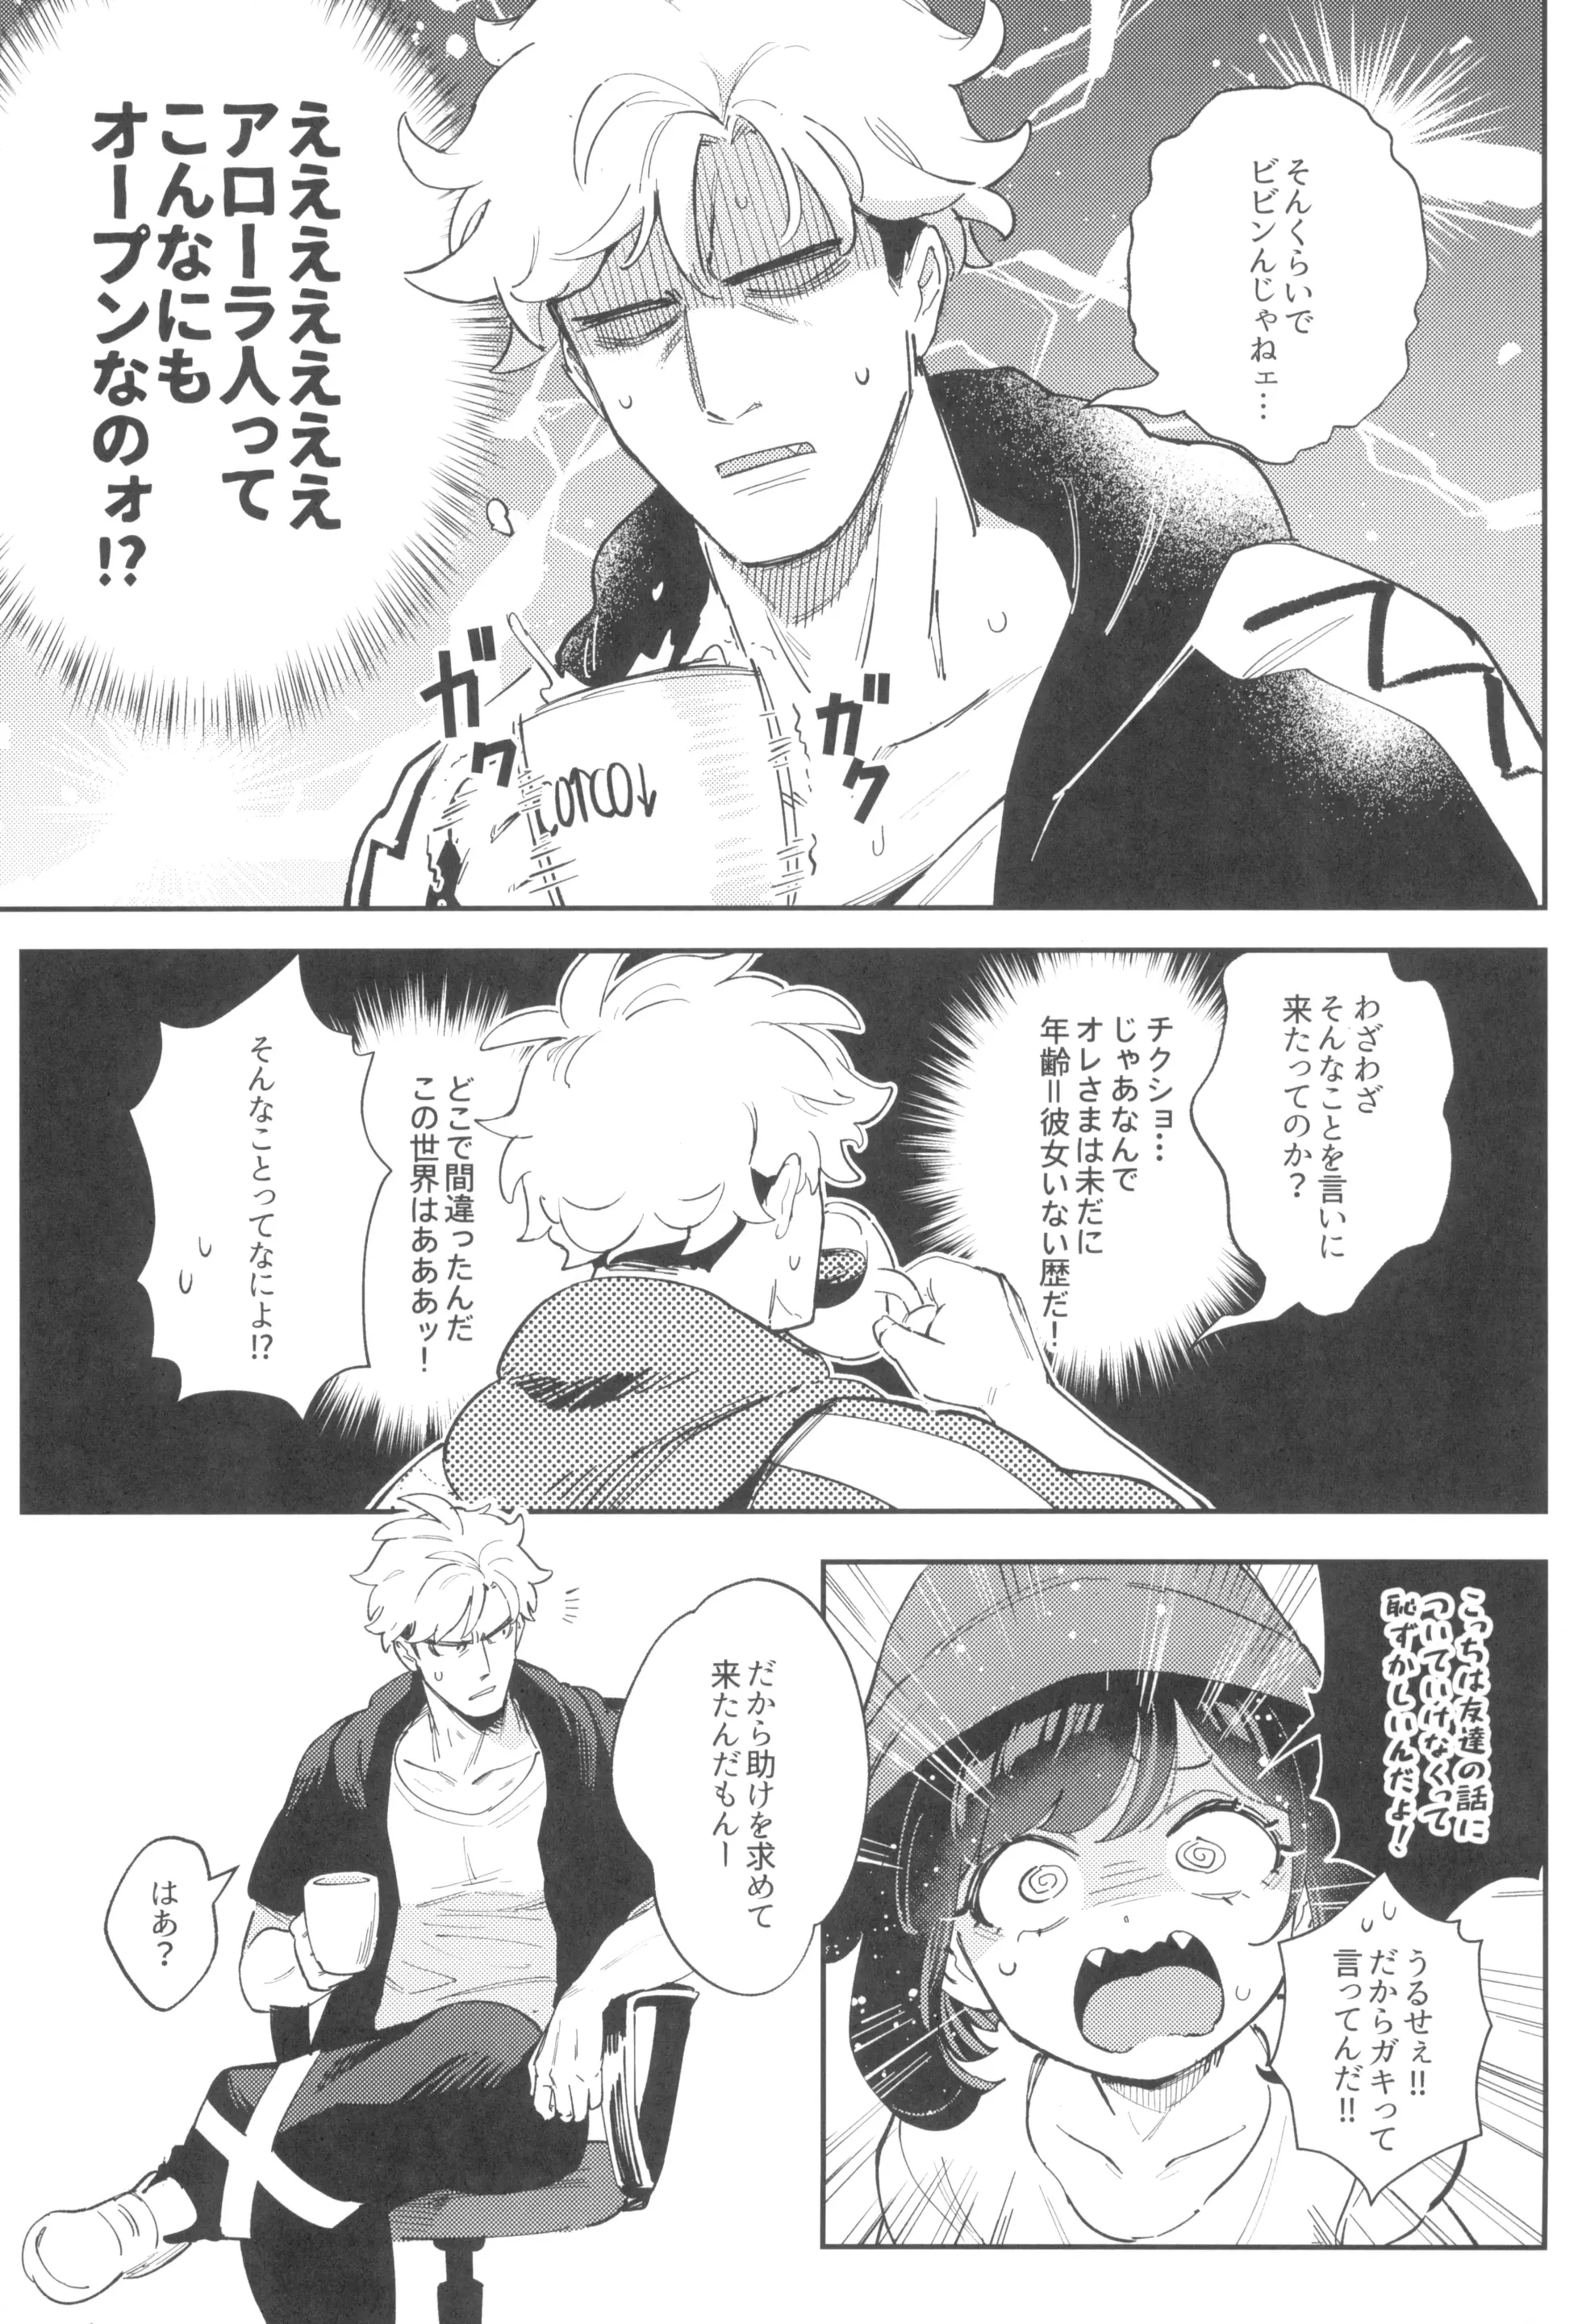 そんくらいで
ビビンんじゃねェ…
えええええええ
アローラ人って
こんなにも
オープンなのォ!?
ガク
ガク
わざわざ
そんなことを言いに
来たってのか？
チクショ…
じゃあなんで
オレさまは未だに
年齢＝彼女いない歴だ！
どこで間違ったんだ
この世界はあああッ！
そんなことってなによ!?
こっちは友達の話に
ついていけなくって
恥ずかしいんだよ！
うるせぇ!!
だからガキって
言ってんだ!!
だから助けを求めて
来たんだもんー
はあ？